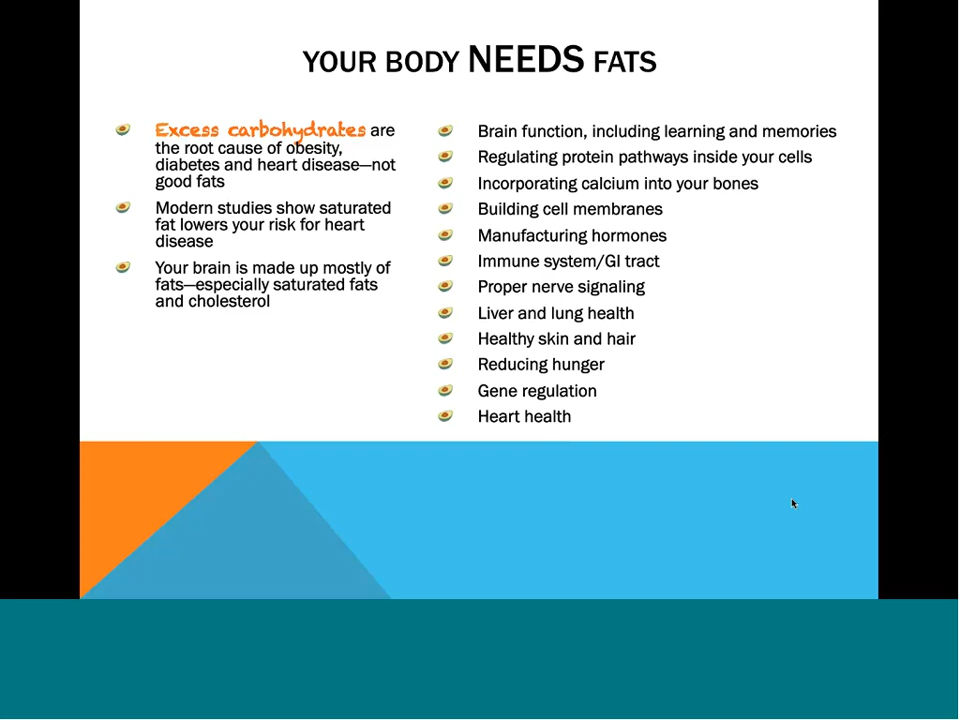 YOUR BODY NEEDS FATS
Excess carbohydrates are
the root cause of obesity,
diabetes and heart disease—not
good fats
Modern studies show saturated
fat lowers your risk for heart
disease
Your brain is made up mostly of
fats—especially saturated fats
and cholesterol
Brain function, including learning and memories
Regulating protein pathways inside your cells
Incorporating calcium into your bones
Building cell membranes
Manufacturing hormones
Immune system/GI tract
Proper nerve signaling
Liver and lung health
Healthy skin and hair
Reducing hunger
Gene regulation
Heart health